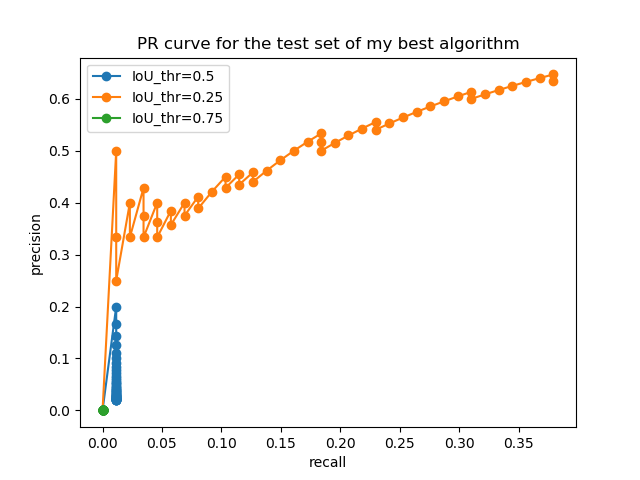 PR curve for the test set of my best algorithm
IoU_thr=0.5
IoU_thr=0.25
IoU_thr=0.75
precision
0.6
0.5
0.4
0.3
0.2
0.1
0.0
0.00 0.05 0.10 0.15 0.20 0.25 0.30 0.35
recall